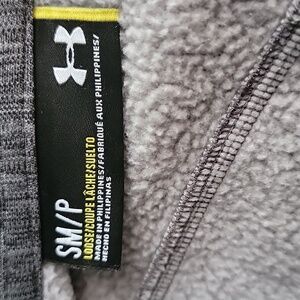 SM/P
LOOSE/COUPE LÂCHE/SUELTO
MADE IN PHILIPPINES/FABRIQUÉ AUX PHILIPPINES/
HECHO EN FILIPINAS